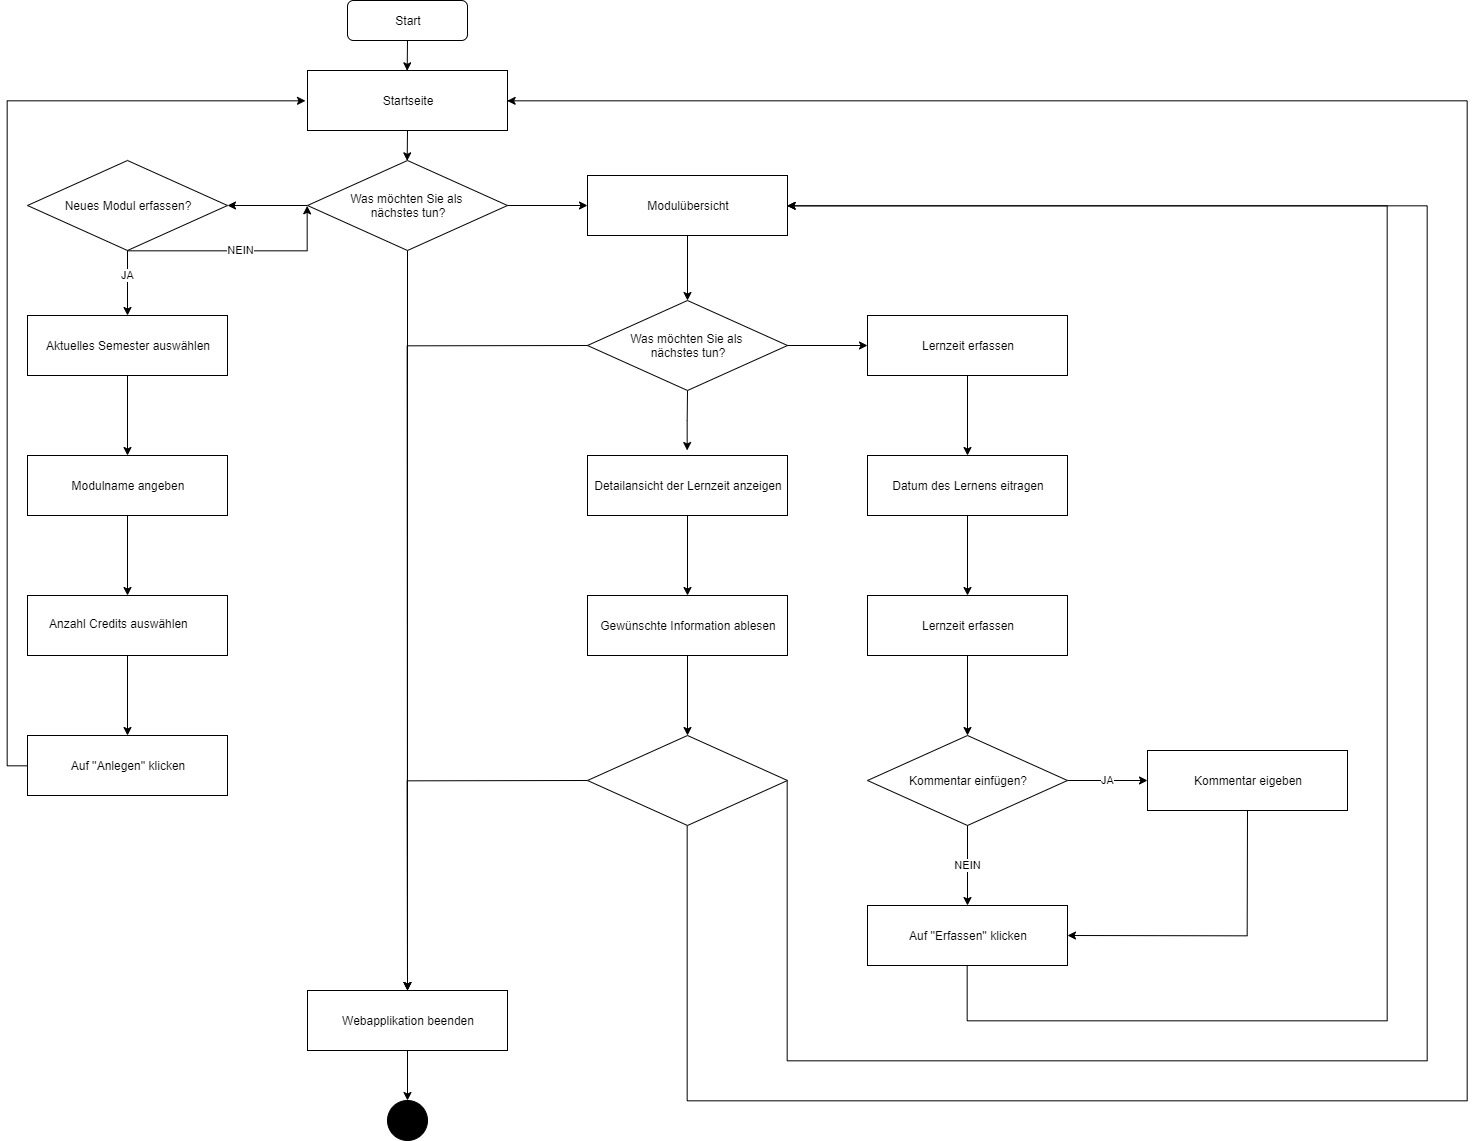 Start
Startseite
Neues Modul erfassen?
Was möchten Sie als
nächstes tun?
Modulübersicht
NEIN
JA
Aktuelles Semester auswählen
Was möchten Sie als
nächstes tun?
Lernzeit erfassen
Modulname angeben
Detailansicht der Lernzeit anzeigen
Datum des Lernens eitragen
Anzahl Credits auswählen
Gewünschte Information ablesen
Lernzeit erfassen
Auf "Anlegen" klicken
Kommentar einfügen?
JA
Kommentar eigeben
NEIN
Auf "Erfassen" klicken
Webapplikation beenden